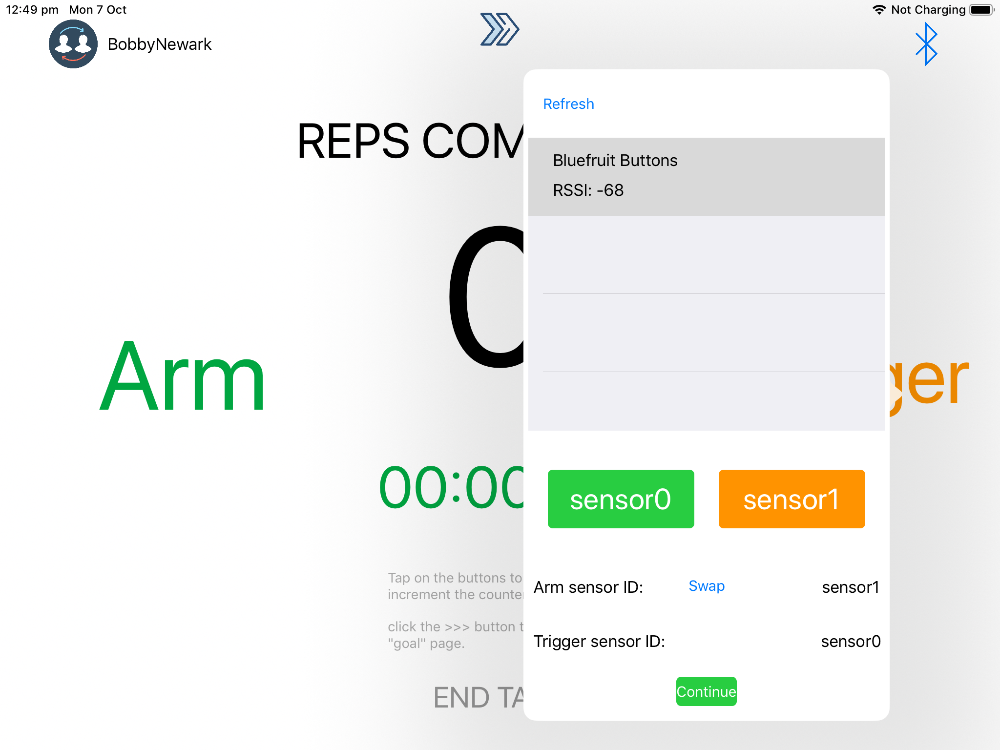 12:49 pm Mon 7 Oct
Not Charging
BobbyNewark
Refresh
REPS COM
Bluefruit Buttons
RSSI: -68
0
Arm
ger
00:00
sensor0
sensor1
Tap on the buttons to
increment the counter
click the >>> button t
"goal" page.
Arm sensor ID:
Swap
sensor1
Trigger sensor ID:
sensor0
END TA
Continue